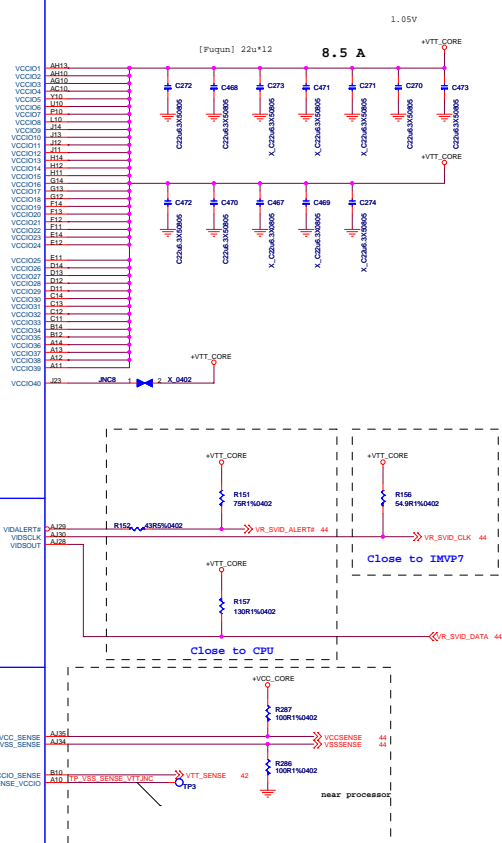 1.05V
[Fuqun] 22u*12
8.5 A
+VTT_CORE
VCCIO1 AH13
VCCIO2 AH10
VCCIO3 AG10
VCCIO4 AC10
VCCIO5 Y10
VCCIO6 U10
VCCIO7 P10
VCCIO8 L10
VCCIO9 J14
VCCIO10 J13
VCCIO11 J12
VCCIO12 J11
VCCIO13 H14
VCCIO14 H12
VCCIO15 H11
VCCIO16 G14
VCCIO17 G13
VCCIO18 G12
VCCIO19 F14
VCCIO20 F13
VCCIO21 F12
VCCIO22 F11
VCCIO23 E14
VCCIO24 E12
VCCIO25 E11
VCCIO26 D14
VCCIO27 D13
VCCIO28 D12
VCCIO29 D11
VCCIO30 C14
VCCIO31 C13
VCCIO32 C12
VCCIO33 C11
VCCIO34 B14
VCCIO35 B12
VCCIO36 A14
VCCIO37 A13
VCCIO38 A12
VCCIO39 A11
VCCIO40 J23
C272 C468 C273 C471 C271 C270 C473
C22u6.3X50805
C22u6.3X50805
X_C22u6.3X50805
X_C22u6.3X50805
X_C22u6.3X50805
C22u6.3X50805
C22u6.3X50805
+VTT_CORE
C472 C470 C467 C469 C274
C22u6.3X50805
C22u6.3X50805
X_C22u6.3X50805
X_C22u6.3X50805
X_C22u6.3X50805
+VTT_CORE
JNC8 1 2 X_0402
+VTT_CORE
+VTT_CORE
R151
75R1%0402
R156
54.9R1%0402
VIDALERT# AJ29 R152 43R5%0402 VR_SVID_ALERT# 44
VIDSCLK AJ30 VR_SVID_CLK 44
VIDSOUT AJ28
Close to IMVP7
+VTT_CORE
R157
130R1%0402
VR_SVID_DATA 44
Close to CPU
+VCC_CORE
R287
100R1%0402
VCC_SENSE AJ35 VCCSENSE 44
VSS_SENSE AJ34 VSSSENSE 44
R286
100R1%0402
CCIO_SENSE B10 VTT_SENSE 42
ENSE_VCCIO A10 TP_VSS_SENSE_VTTJNC
TP3
near processor